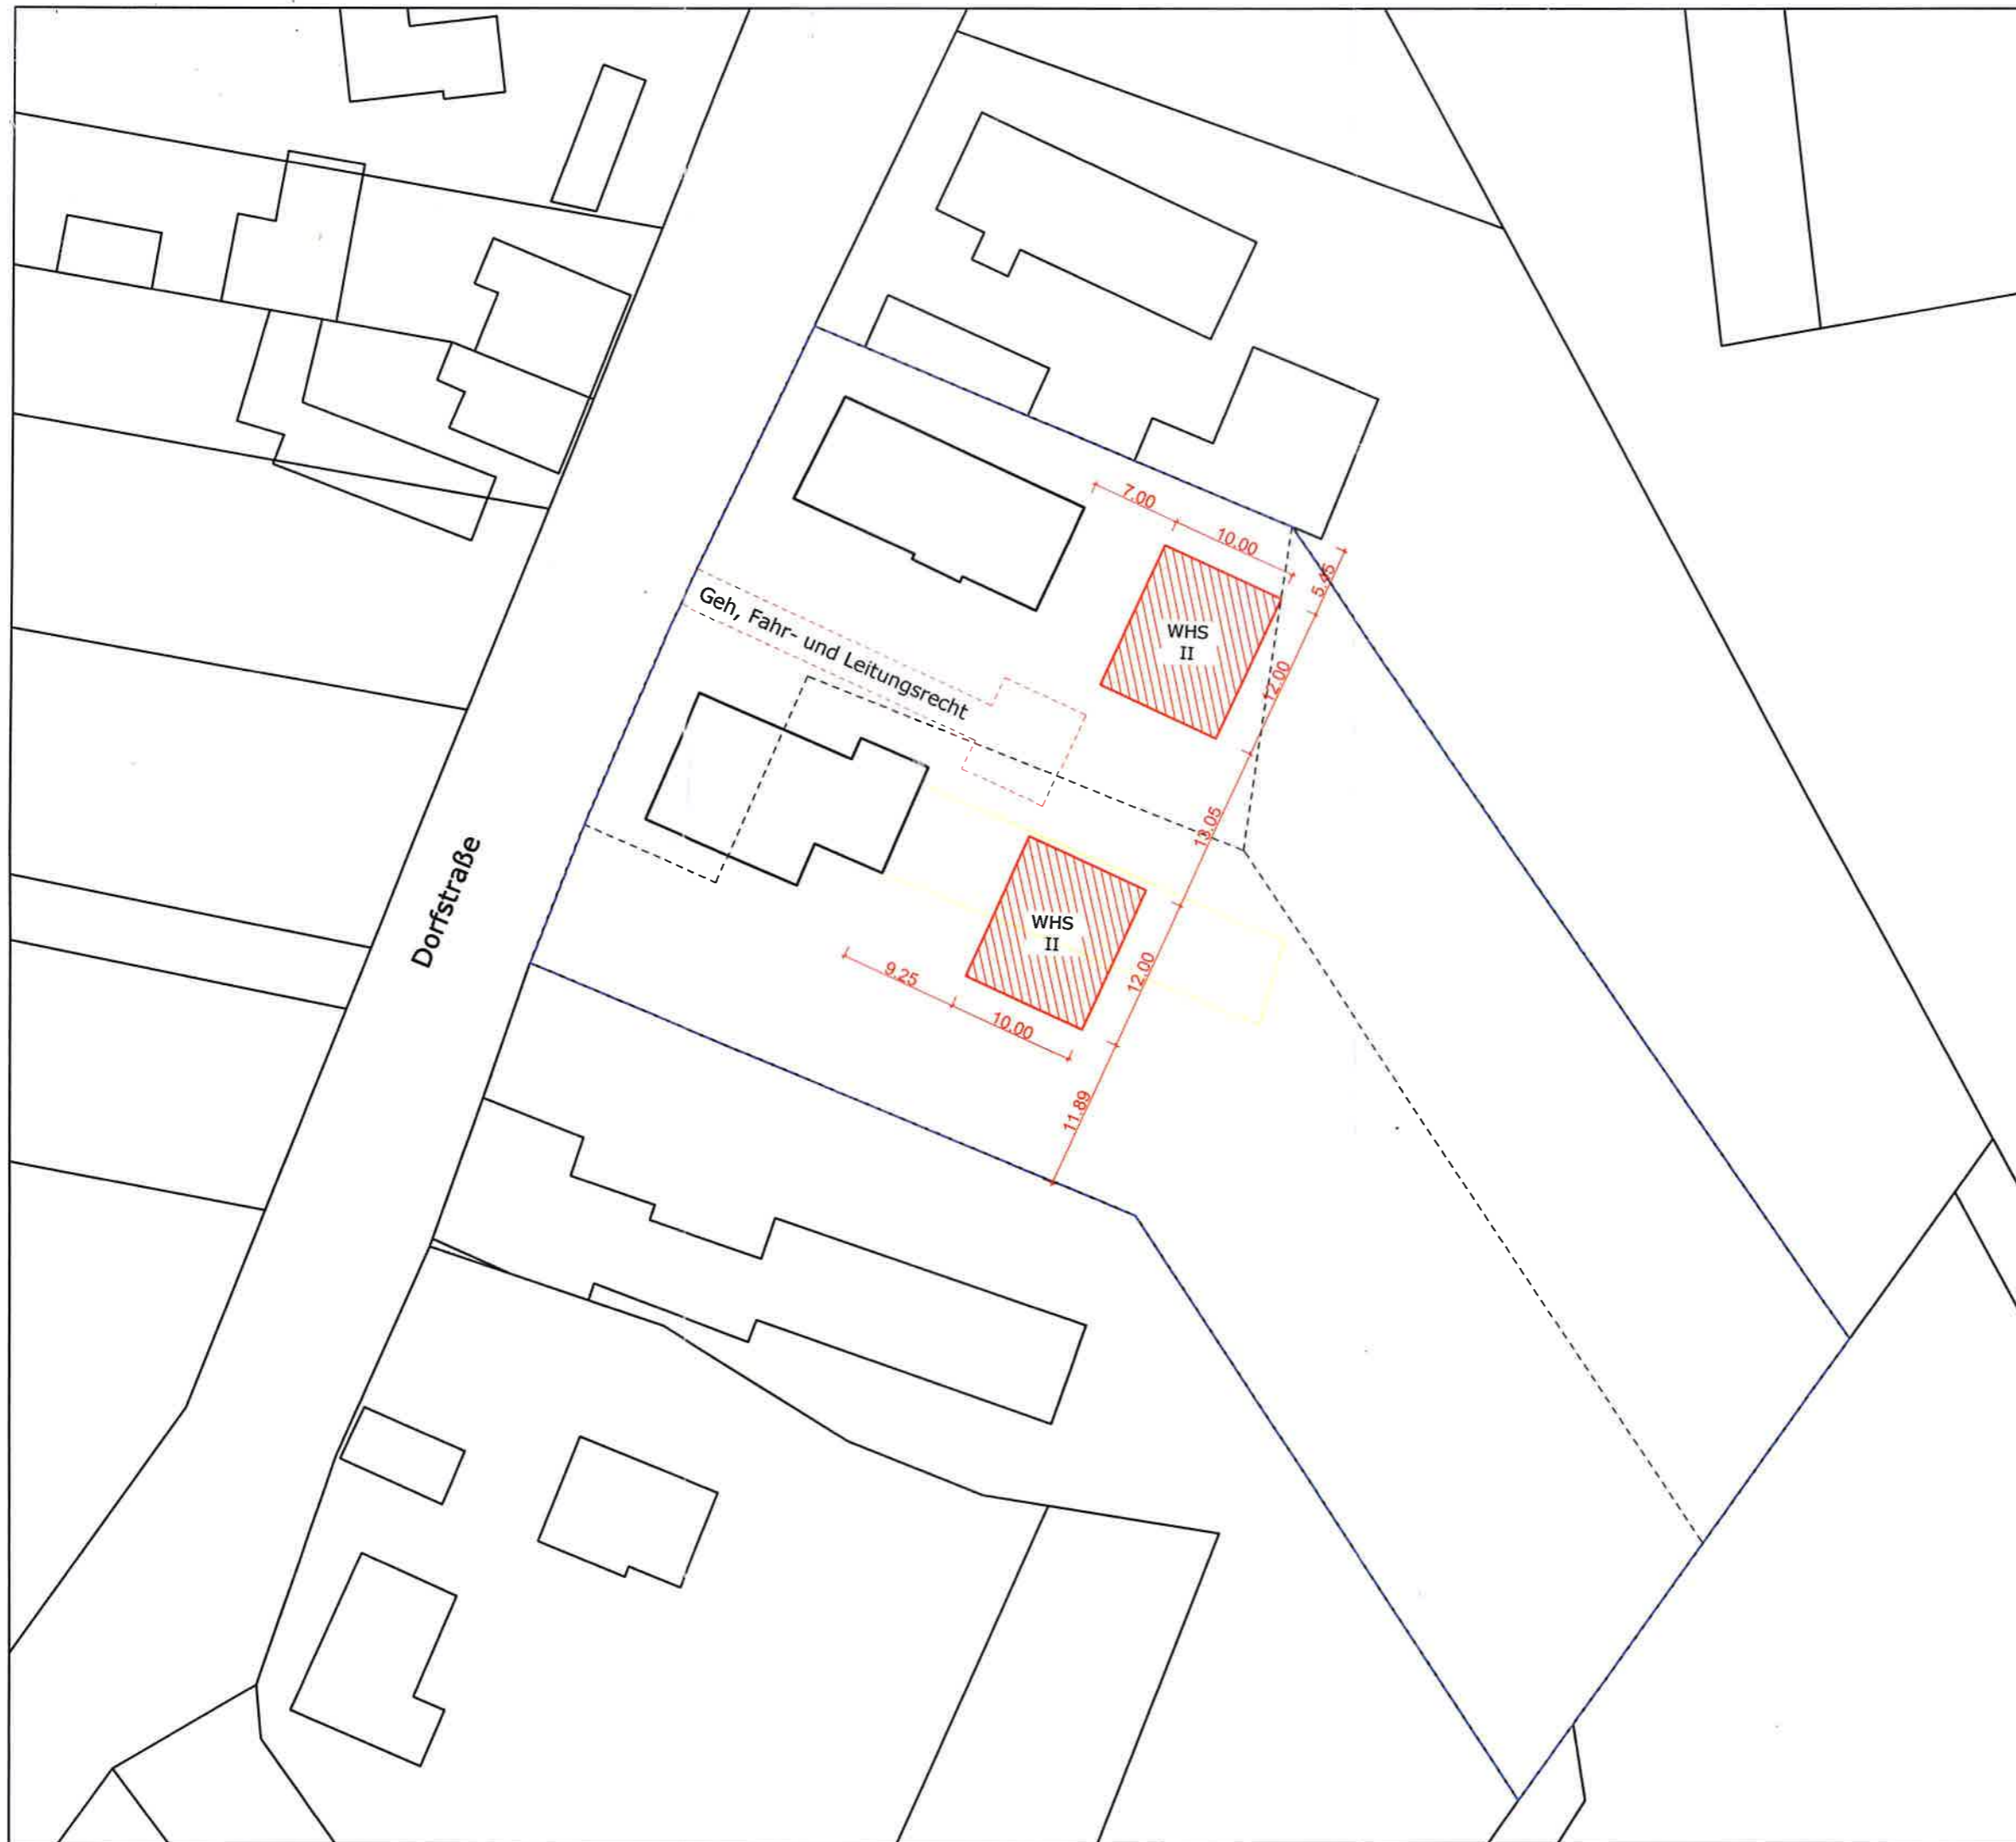 7.00
10.00
5.45
WHS
II
Geh, Fahr- und Leitungsrecht
12.00
13.05
Dorfstraße
WHS
II
9.25
12.00
10.00
11.89